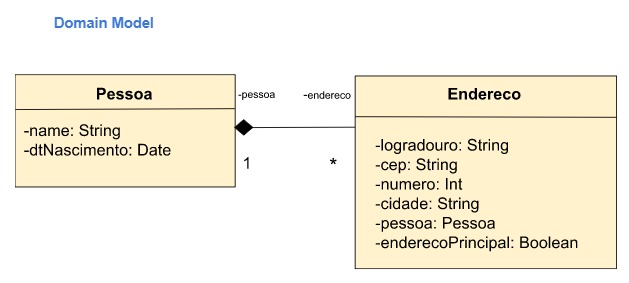 Domain Model
Pessoa
-name: String
-dtNascimento: Date
-pessoa
-endereco
1
*
Endereco
-logradouro: String
-cep: String
-numero: Int
-cidade: String
-pessoa: Pessoa
-enderecoPrincipal: Boolean